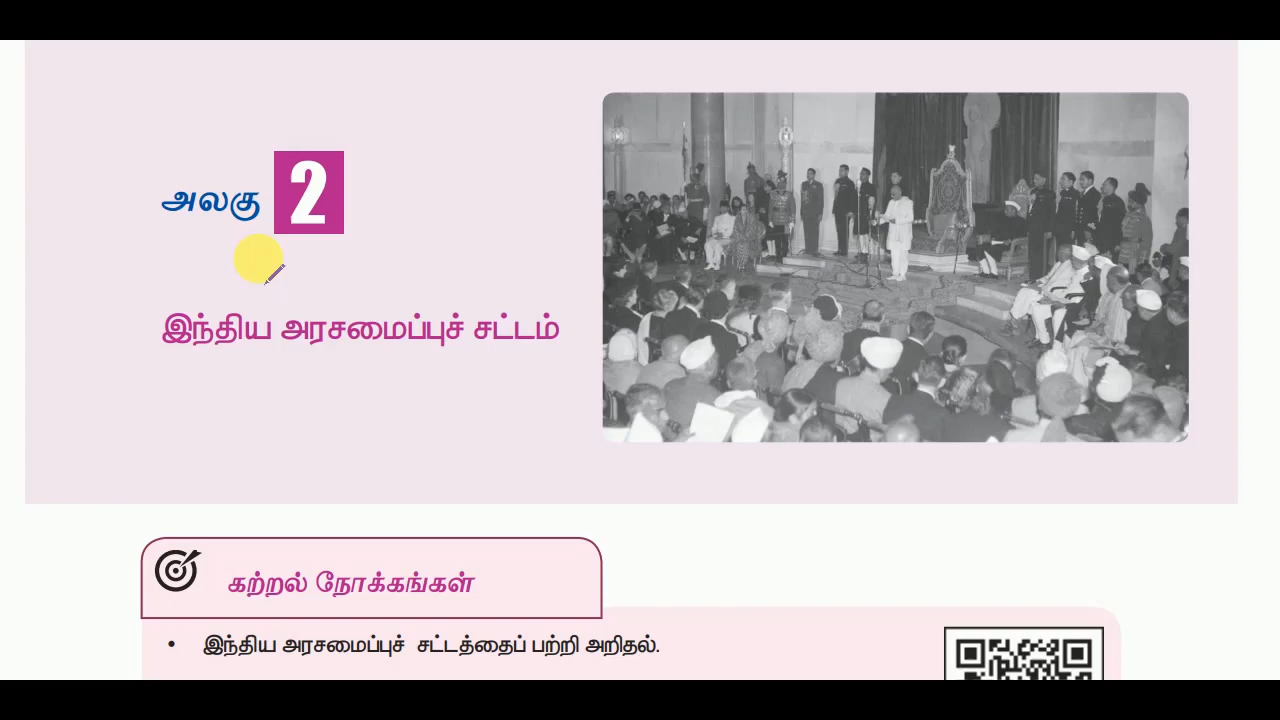 அலகு 2
இந்திய அரசமைப்புச் சட்டம்
கற்றல் நோக்கங்கள்
• இந்திய அரசமைப்புச் சட்டத்தைப் பற்றி அறிதல்.